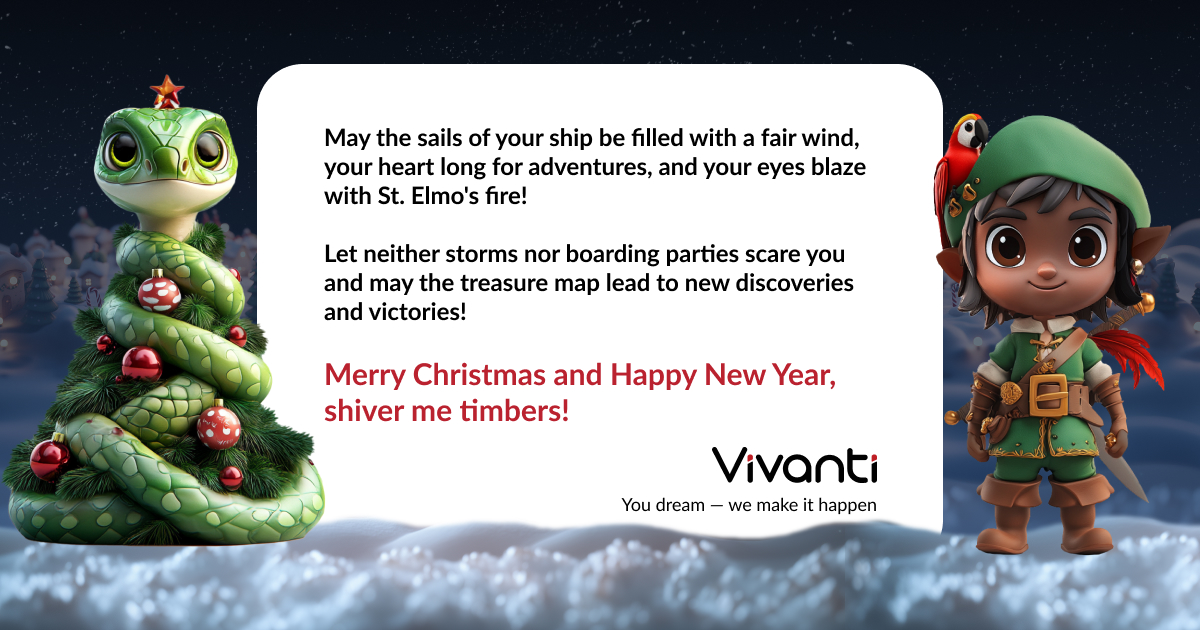 May the sails of your ship be filled with a fair wind,
your heart long for adventures, and your eyes blaze
with St. Elmo's fire!
Let neither storms nor boarding parties scare you
and may the treasure map lead to new discoveries
and victories!
Merry Christmas and Happy New Year,
shiver me timbers!
Vivanti
You dream — we make it happen